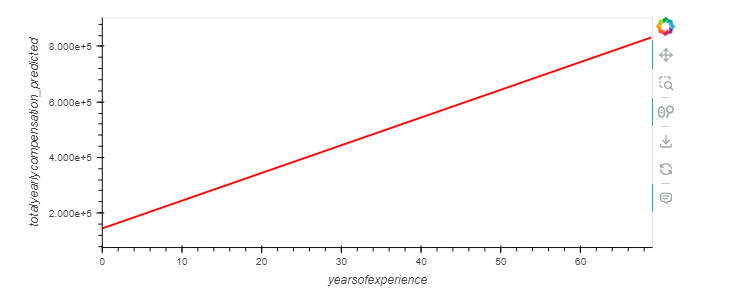 totalyearlycompensation_predicted
8.000e+5
6.000e+5
4.000e+5
2.000e+5
0 10 20 30 40 50 60
yearsofexperience